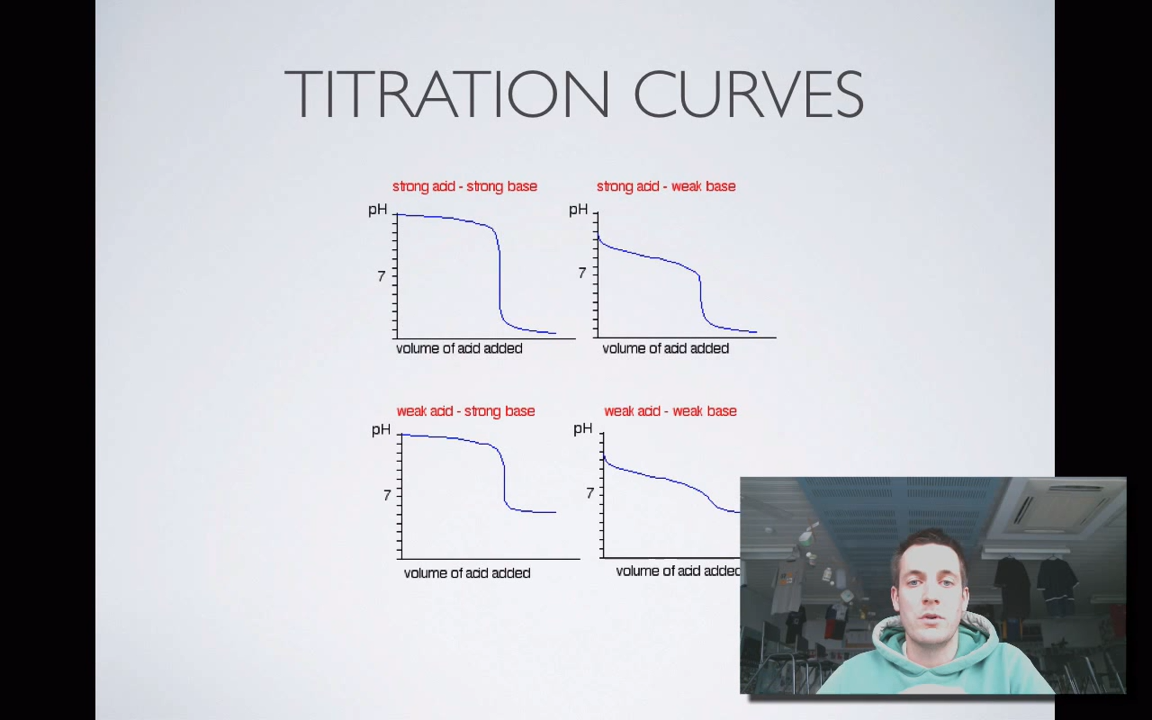 TITRATION CURVES
strong acid - strong base
pH
7
volume of acid added
strong acid - weak base
pH
7
volume of acid added
weak acid - strong base
pH
7
volume of acid added
weak acid - weak base
pH
7
volume of acid added